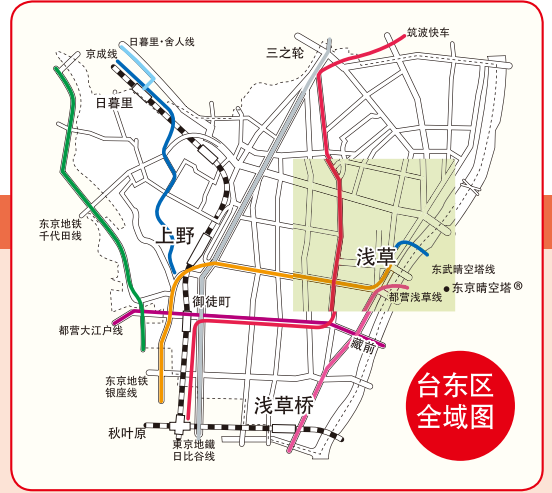 日暮里・舍人线
京成线
筑波快车
三之轮
日暮里
东京地铁
千代田线
上野
浅草
东武晴空塔线
东京晴空塔®
都营浅草线
御徒町
都营大江户线
藏前
东京地铁
银座线
浅草桥
台东区
全域图
秋叶原
東京地鐵
日比谷线